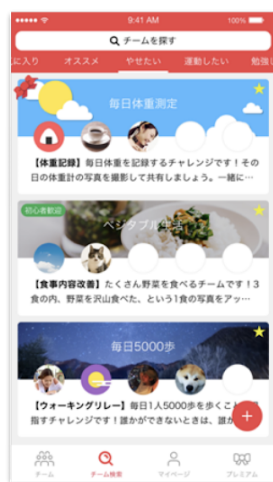 9:41 AM
100%
チームを探す
に入り オススメ やせたい 運動したい 勉強し
毎日体重測定
【体重記録】毎日体重を記録するチャレンジです！その
日の体重計の写真を撮影して共有しましょう。一緒に…
初心者歓迎
ベジタブル生活
【食事内容改善】たくさん野菜を食べるチームです！3
食の内、野菜を沢山食べた、という1食の写真をアッ…
毎日5000歩
【ウォーキングリレー】毎日1人5000歩を歩くこと
指すチャレンジです！誰かができないときは、誰か
チーム チーム検索 マイページ プレミアム